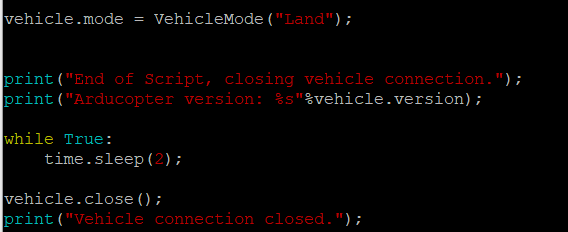 vehicle.mode = VehicleMode("Land");
print("End of Script, closing vehicle connection.");
print("Arducopter version: %s"%vehicle.version);
while True:
    time.sleep(2);
vehicle.close();
print("Vehicle connection closed.");